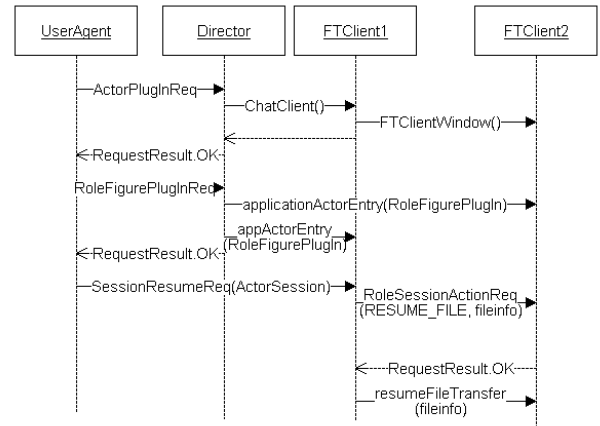 UserAgent
Director
FTClient1
FTClient2
ActorPlugInReq
ChatClient()
FTClientWindow()
RequestResult.OK
RoleFigurePlugInReq
applicationActorEntry(RoleFigurePlugIn)
appActorEntry
(RoleFigurePlugIn)
RequestResult.OK
SessionResumeReq(ActorSession)
RoleSessionActionReq
(RESUME_FILE, fileinfo)
RequestResult.OK
resumeFileTransfer
(fileinfo)